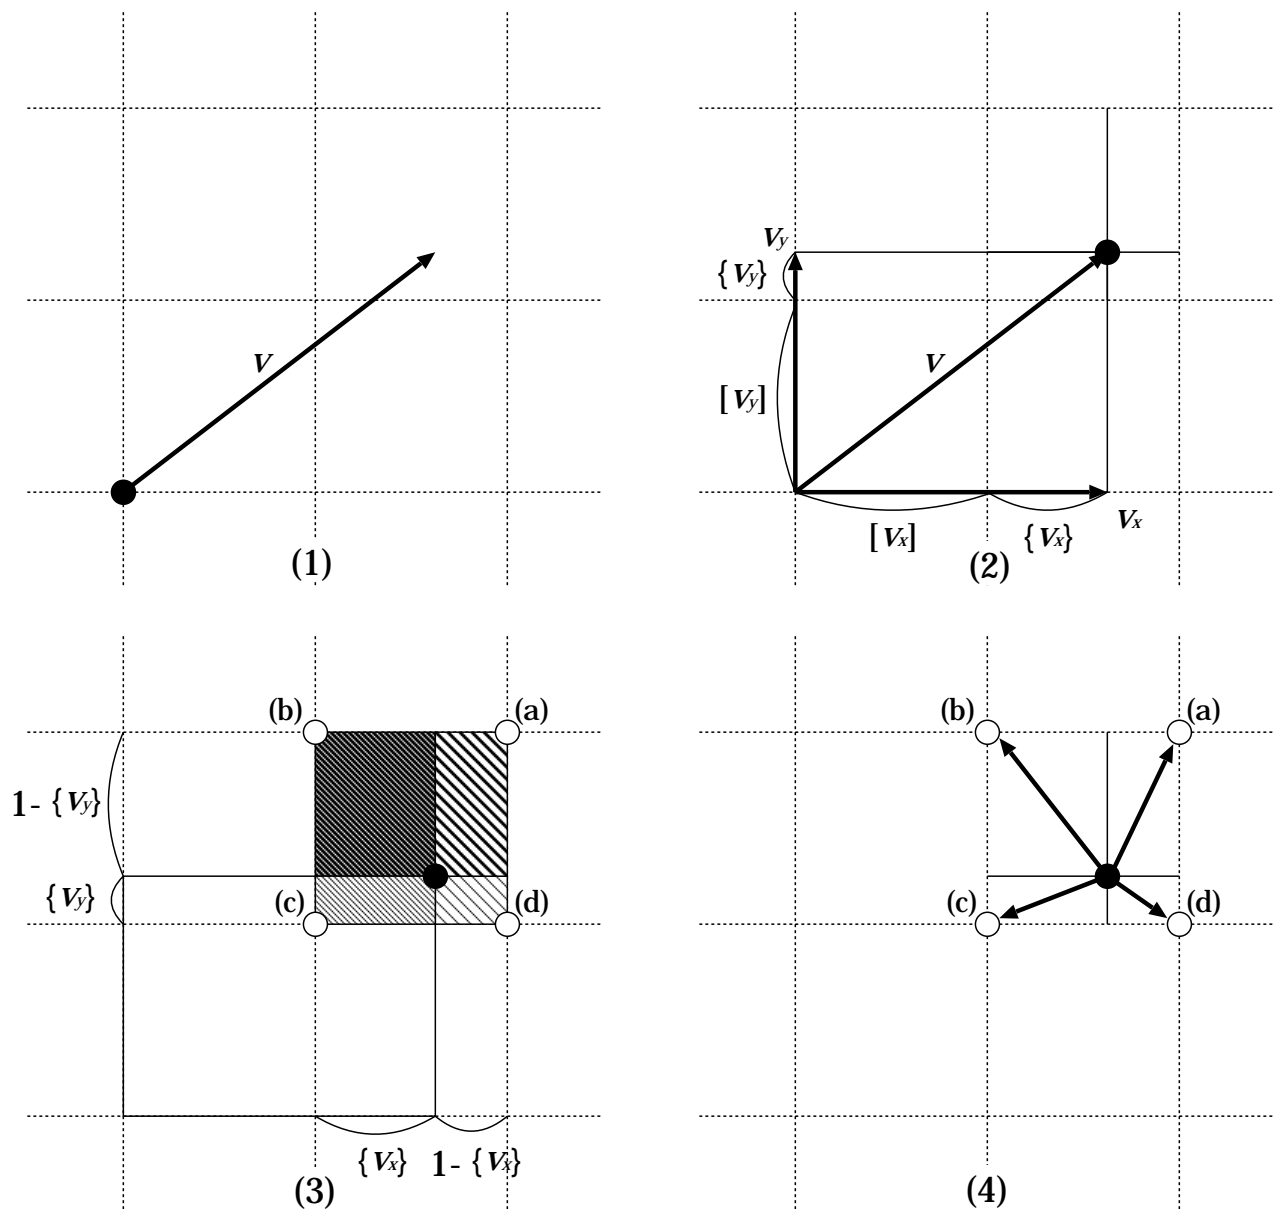 V
(1)
Vy
{Vy}
V
[Vy]
Vx
[Vx]
{Vx}
(2)
(b)
(a)
1- {Vy}
{Vy}
(c)
(d)
{Vx}
1- {Vx}
(3)
(b)
(a)
(c)
(d)
(4)